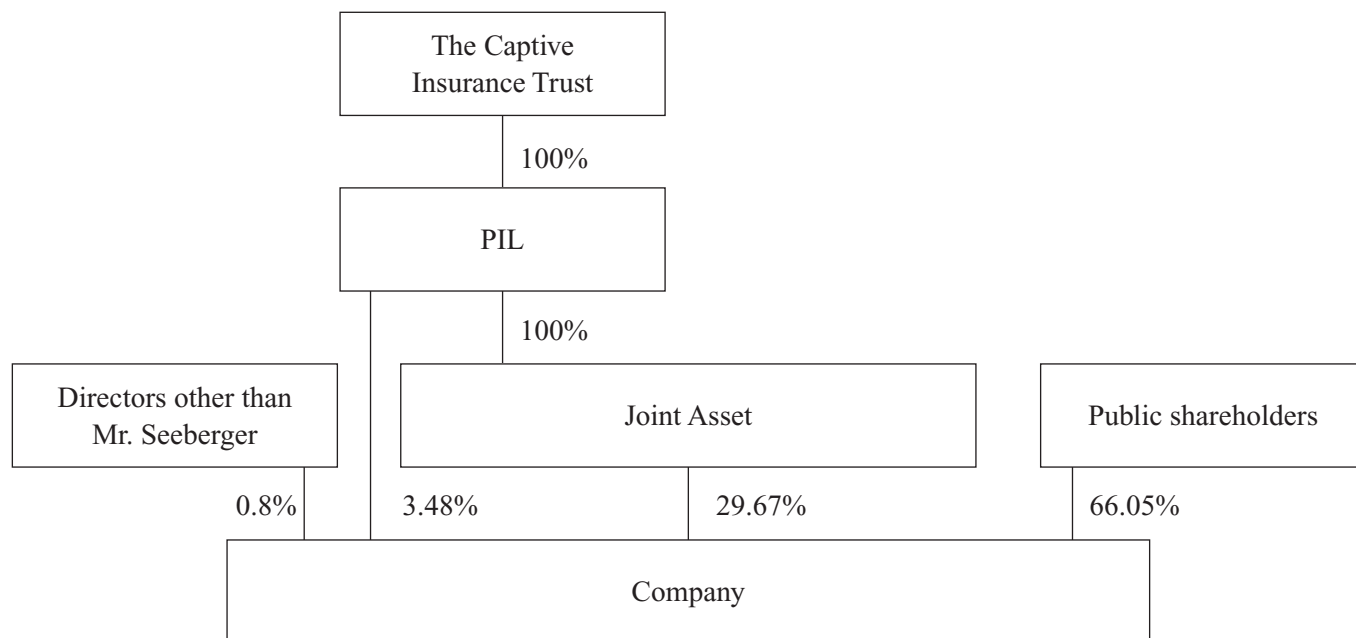 The Captive
Insurance Trust
100%
PIL
100%
Directors other than
Mr. Seeberger
Joint Asset
Public shareholders
0.8%
3.48%
29.67%
66.05%
Company